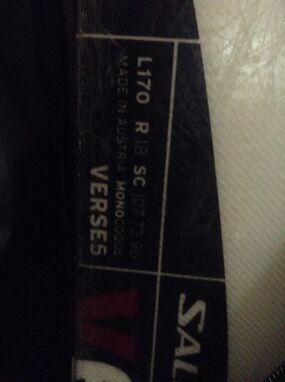 L170 R 18 SC 107.73.96
MADE IN AUSTRIA MONOCOQUE
VERSE5
SAL
V